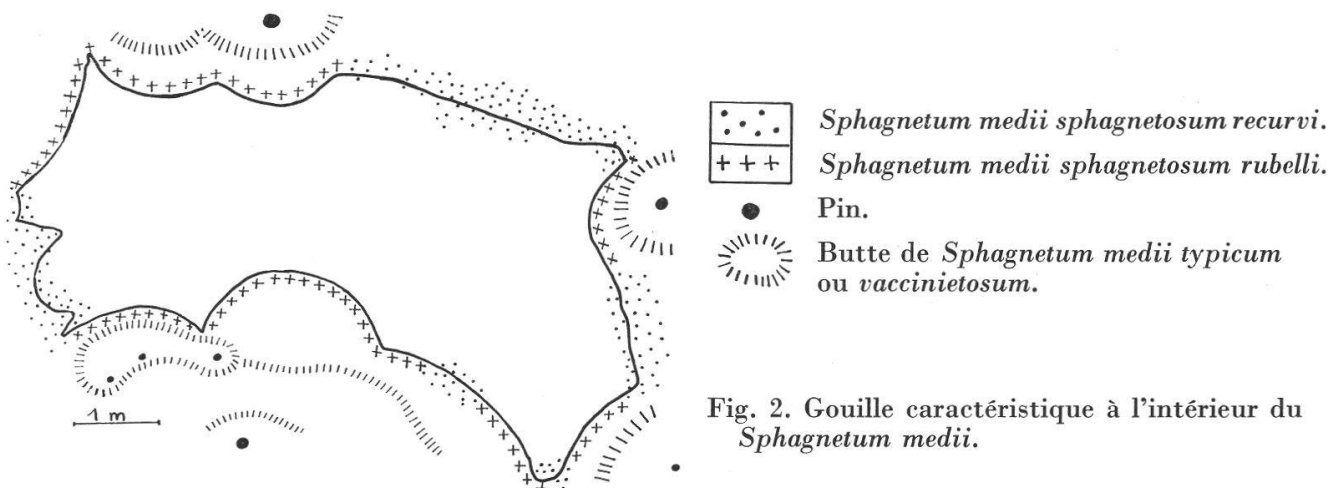 Sphagnetum medii sphagnetosum recurvi.
Sphagnetum medii sphagnetosum rubelli.
Pin.
Butte de Sphagnetum medii typicum
ou vaccinietosum.
1 m
Fig. 2. Gouille caractéristique à l'intérieur du
Sphagnetum medii.